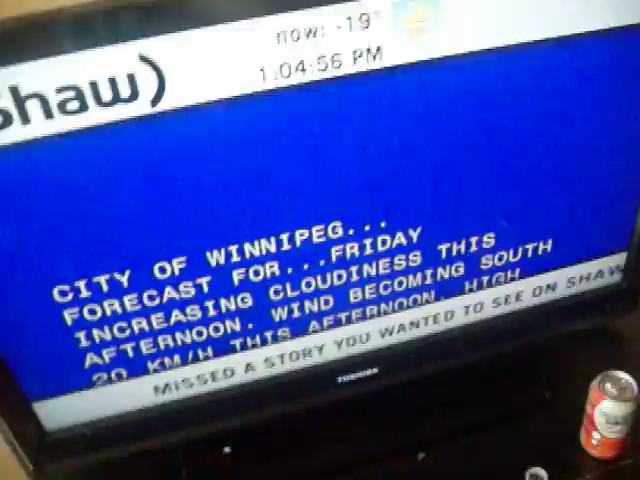 Shaw)
now: -19°
1:04:56 PM
CITY OF WINNIPEG...
FORECAST FOR...FRIDAY
INCREASING CLOUDINESS THIS
AFTERNOON. WIND BECOMING SOUTH
20 KM/H THIS AFTERNOON. HIGH
MISSED A STORY YOU WANTED TO SEE ON SHAW
TOSHIBA